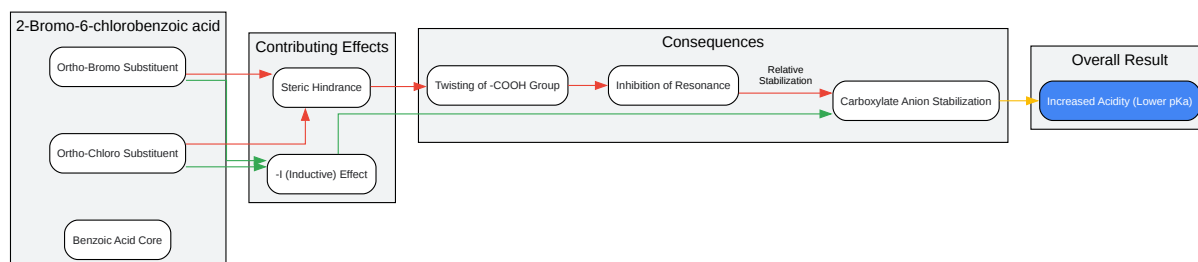 2-Bromo-6-chlorobenzoic acid
Ortho-Bromo Substituent
Ortho-Chloro Substituent
Benzoic Acid Core
Contributing Effects
Steric Hindrance
-I (Inductive) Effect
Consequences
Twisting of -COOH Group
Inhibition of Resonance
Relative
Stabilization
Carboxylate Anion Stabilization
Overall Result
Increased Acidity (Lower pKa)